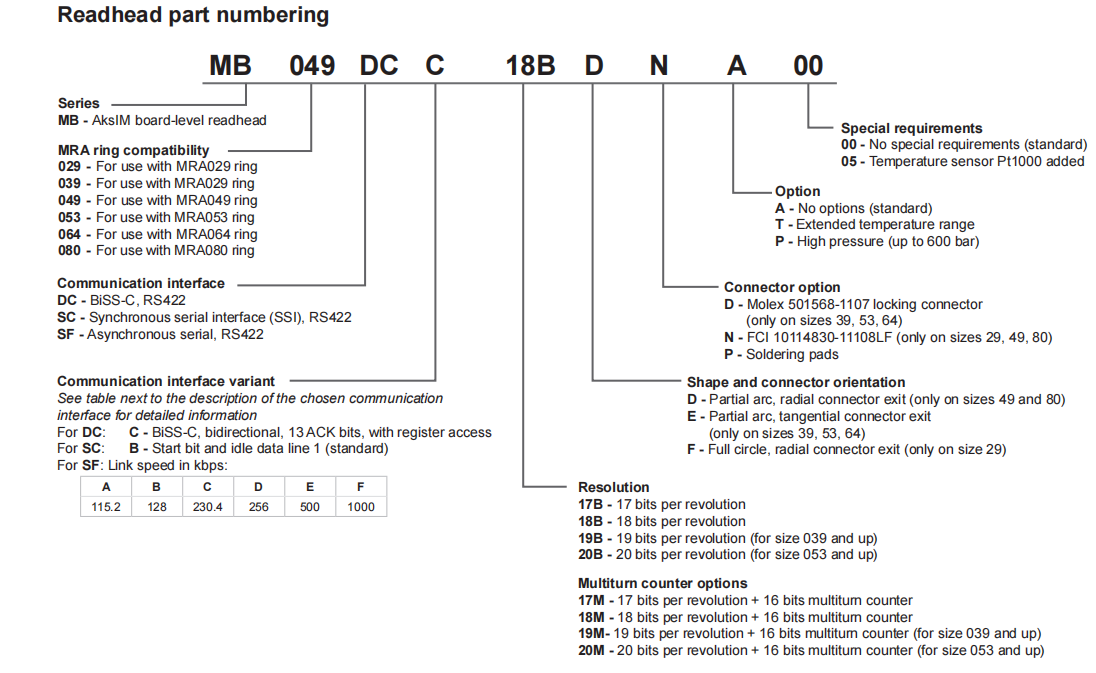 Readhead part numbering
MB 049 DC C 18B D N A 00
Series
MB - AksIM board-level readhead
MRA ring compatibility
029 - For use with MRA029 ring
039 - For use with MRA029 ring
049 - For use with MRA049 ring
053 - For use with MRA053 ring
064 - For use with MRA064 ring
080 - For use with MRA080 ring
Communication interface
DC - BiSS-C, RS422
SC - Synchronous serial interface (SSI), RS422
SF - Asynchronous serial, RS422
Communication interface variant
See table next to the description of the chosen communication
interface for detailed information
For DC: C - BiSS-C, bidirectional, 13 ACK bits, with register access
For SC: B - Start bit and idle data line 1 (standard)
For SF: Link speed in kbps:
A B C D E F
115.2 128 230.4 256 500 1000
Special requirements
00 - No special requirements (standard)
05 - Temperature sensor Pt1000 added
Option
A - No options (standard)
T - Extended temperature range
P - High pressure (up to 600 bar)
Connector option
D - Molex 501568-1107 locking connector
(only on sizes 39, 53, 64)
N - FCI 10114830-11108LF (only on sizes 29, 49, 80)
P - Soldering pads
Shape and connector orientation
D - Partial arc, radial connector exit (only on sizes 49 and 80)
E - Partial arc, tangential connector exit
(only on sizes 39, 53, 64)
F - Full circle, radial connector exit (only on size 29)
Resolution
17B - 17 bits per revolution
18B - 18 bits per revolution
19B - 19 bits per revolution (for size 039 and up)
20B - 20 bits per revolution (for size 053 and up)
Multiturn counter options
17M - 17 bits per revolution + 16 bits multiturn counter
18M - 18 bits per revolution + 16 bits multiturn counter
19M- 19 bits per revolution + 16 bits multiturn counter (for size 039 and up)
20M - 20 bits per revolution + 16 bits multiturn counter (for size 053 and up)